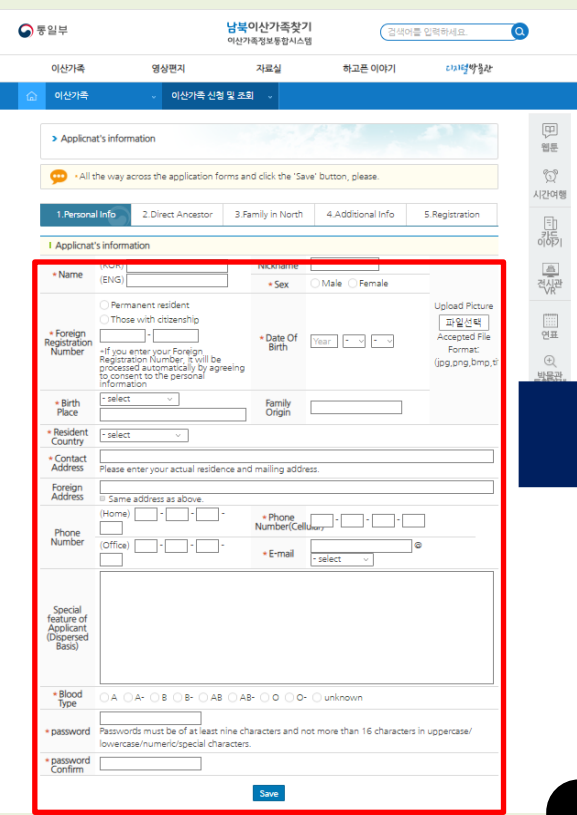 통일부
남북이산가족찾기
이산가족정보통합시스템
검색어를 입력하세요.
이산가족
영상편지
자료실
하고픈 이야기
디지털박물관
이산가족
이산가족 신청 및 조회
> Applicnat's information
웹툰
- All the way across the application forms and click the 'Save' button, please.
시간여행
1.Personal Info
2.Direct Ancestor
3.Family in North
4.Additional Info
5.Registration
카드
이야기
Applicnat's information
* Name
(KOR)
Nickname
(ENG)
* Sex
Male
Female
전시관
VR
* Foreign
Registration
Number
Permanent resident
Those with citizenship
-
*If you enter your Foreign
Registration Number, it will be
processed automatically by agreeing
to consent to the personal
information
* Date Of
Birth
Year
-
-
Upload Picture
파일선택
Accepted File
Format:
(jpg,png,bmp,
연표
박물관
* Birth
Place
- select
Family
Origin
* Resident
Country
- select
* Contact
Address
Please enter your actual residence and mailing address.
Foreign
Address
Same address as above.
Phone
Number
(Home) - - -
* Phone
Number(Cellular)
- - -
(Office) - - -
* E-mail
@
- select
Special
feature of
Applicant
(Dispersed
Basis)
* Blood
Type
A A- B B- AB AB- O O- unknown
* password
Passwords must be of at least nine characters and not more than 16 characters in uppercase/
lowercase/numeric/special characters.
* password
Confirm
Save